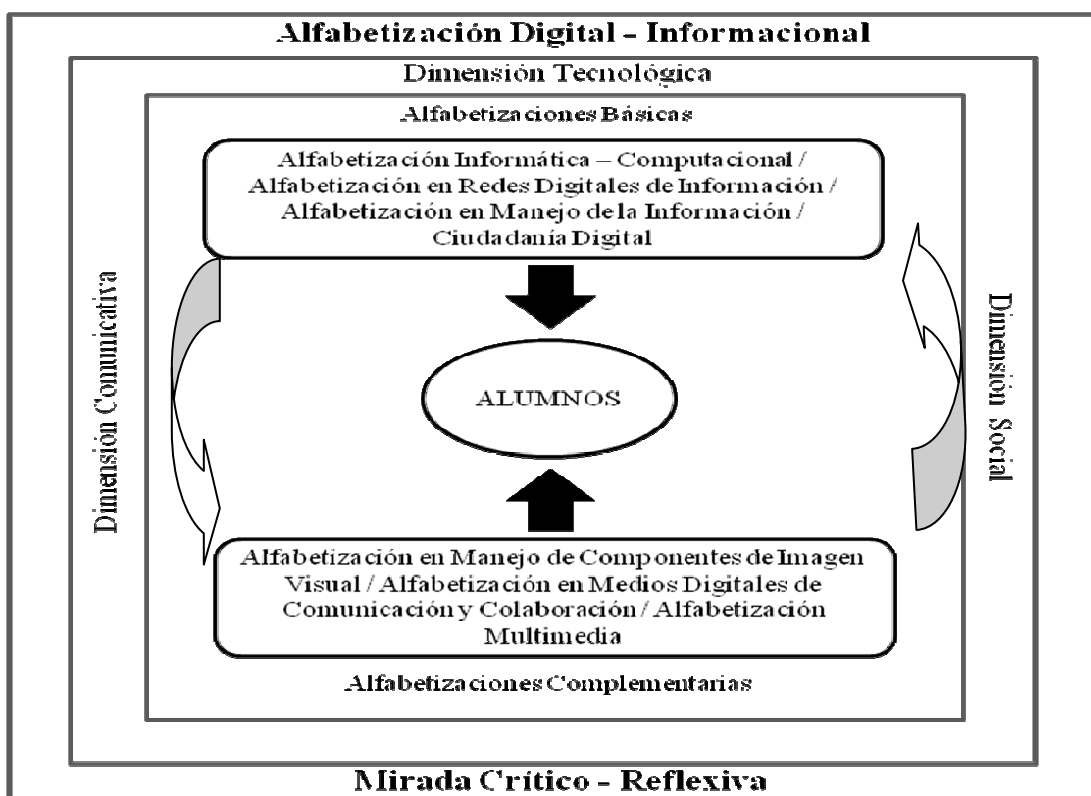 Alfabetización Digital - Informacional
Dimensión Tecnológica
Alfabetizaciones Básicas
Alfabetización Informática – Computacional /
Alfabetización en Redes Digitales de Información /
Alfabetización en Manejo de la Información /
Ciudadanía Digital
Dimensión Comunicativa
ALUMNOS
Dimensión Social
Alfabetización en Manejo de Componentes de Imagen
Visual / Alfabetización en Medios Digitales de
Comunicación y Colaboración / Alfabetización
Multimedia
Alfabetizaciones Complementarias
Mirada Crítico - Reflexiva